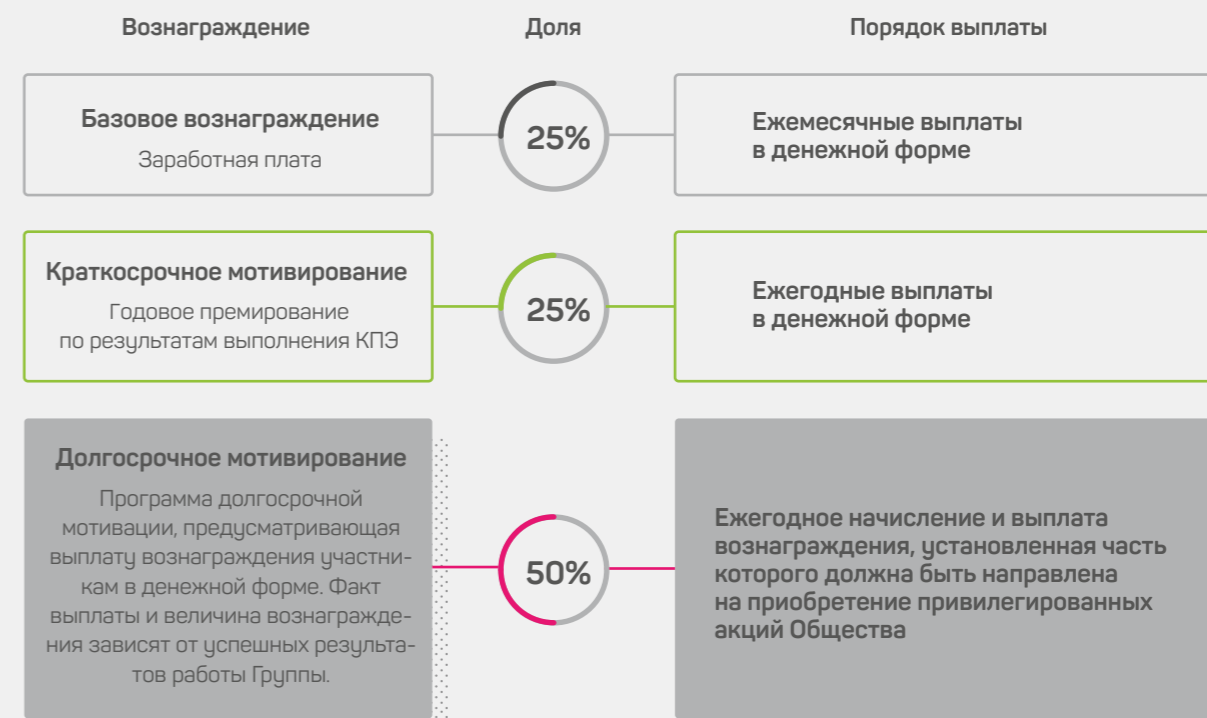 Вознаграждение
Доля
Порядок выплаты
Базовое вознаграждение
Заработная плата
25%
Ежемесячные выплаты
в денежной форме
Краткосрочное мотивирование
Годовое премирование
по результатам выполнения КПЭ
25%
Ежегодные выплаты
в денежной форме
Долгосрочное мотивирование
Программа долгосрочной
мотивации, предусматривающая
выплату вознаграждения участни-
кам в денежной форме. Факт
выплаты и величина вознагражде-
ния зависят от успешных результа-
тов работы Группы.
50%
Ежегодное начисление и выплата
вознаграждения, установленная часть
которого должна быть направлена
на приобретение привилегированных
акций Общества